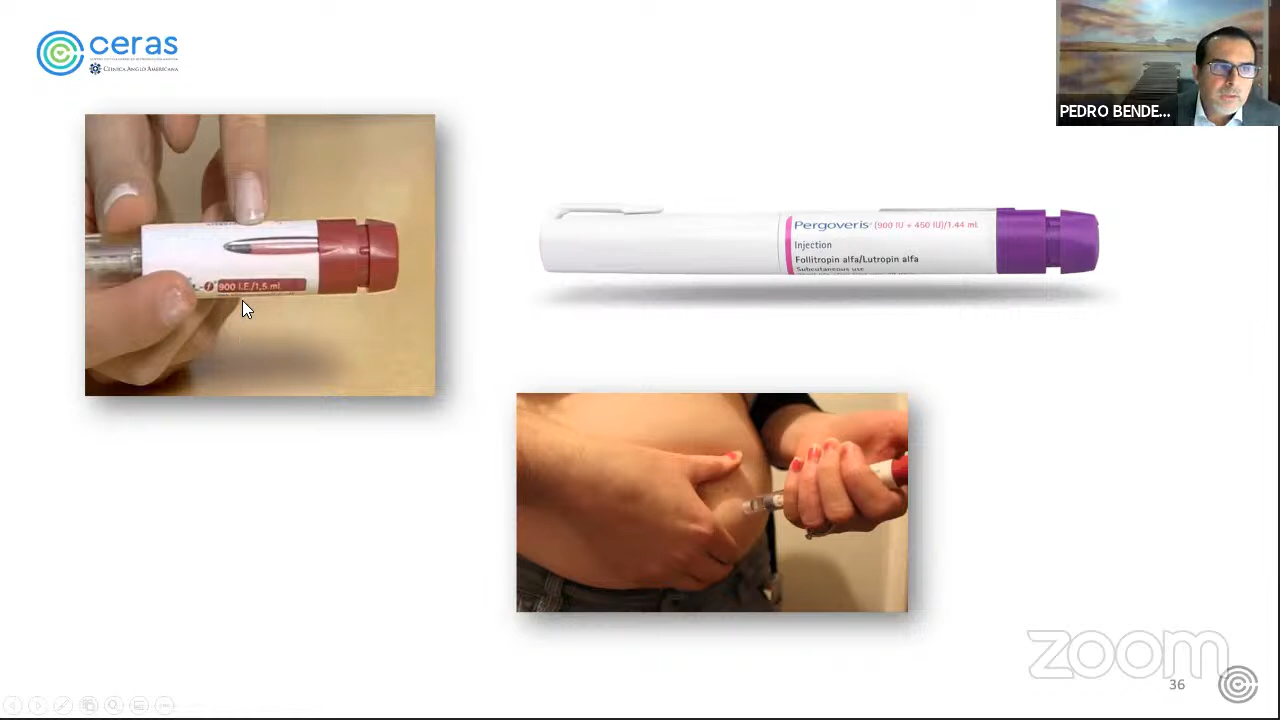 ceras
CLÍNICA ANGLO AMERICANA
PEDRO BENDE...
900 I.E./1,5 ml
Pergoveris® (900 IU + 450 IU)/1.44 mL
Injection
Follitropin alfa/Lutropin alfa
Subcutaneous use
zoom
36